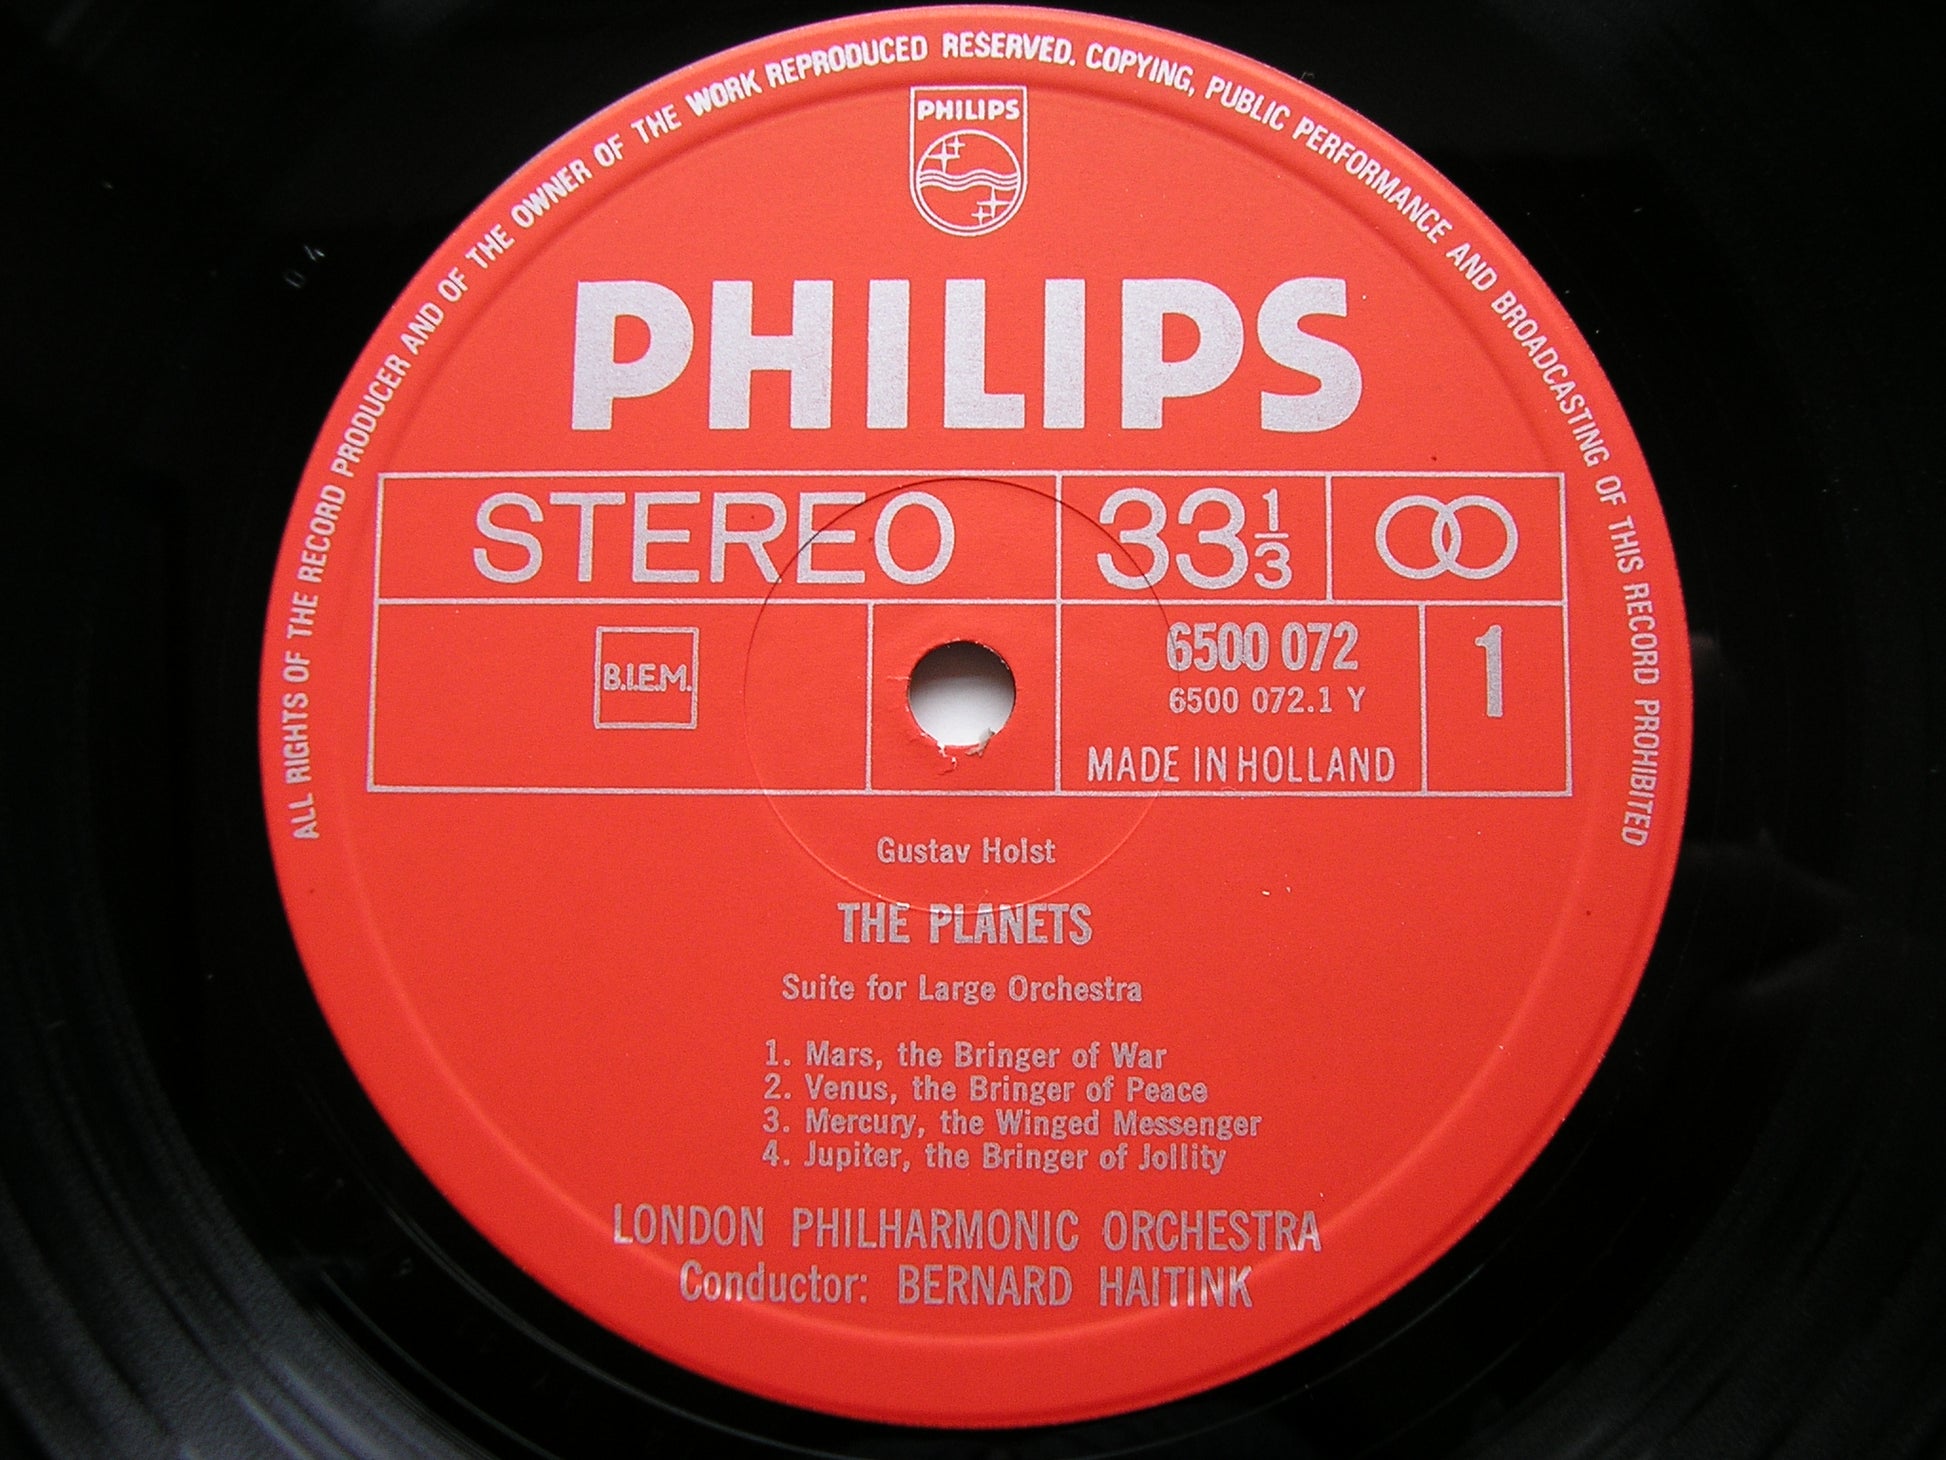 ALL RIGHTS OF THE RECORD PRODUCER AND OF THE OWNER OF THE WORK REPRODUCED RESERVED. COPYING, PUBLIC PERFORMANCE AND BROADCASTING OF THIS RECORD PROHIBITED
PHILIPS
PHILIPS
STEREO 33 1/3
B.I.E.M. 6500 072 1
6500 072.1 Y
MADE IN HOLLAND
Gustav Holst
THE PLANETS
Suite for Large Orchestra
1. Mars, the Bringer of War
2. Venus, the Bringer of Peace
3. Mercury, the Winged Messenger
4. Jupiter, the Bringer of Jollity
LONDON PHILHARMONIC ORCHESTRA
Conductor: BERNARD HAITINK